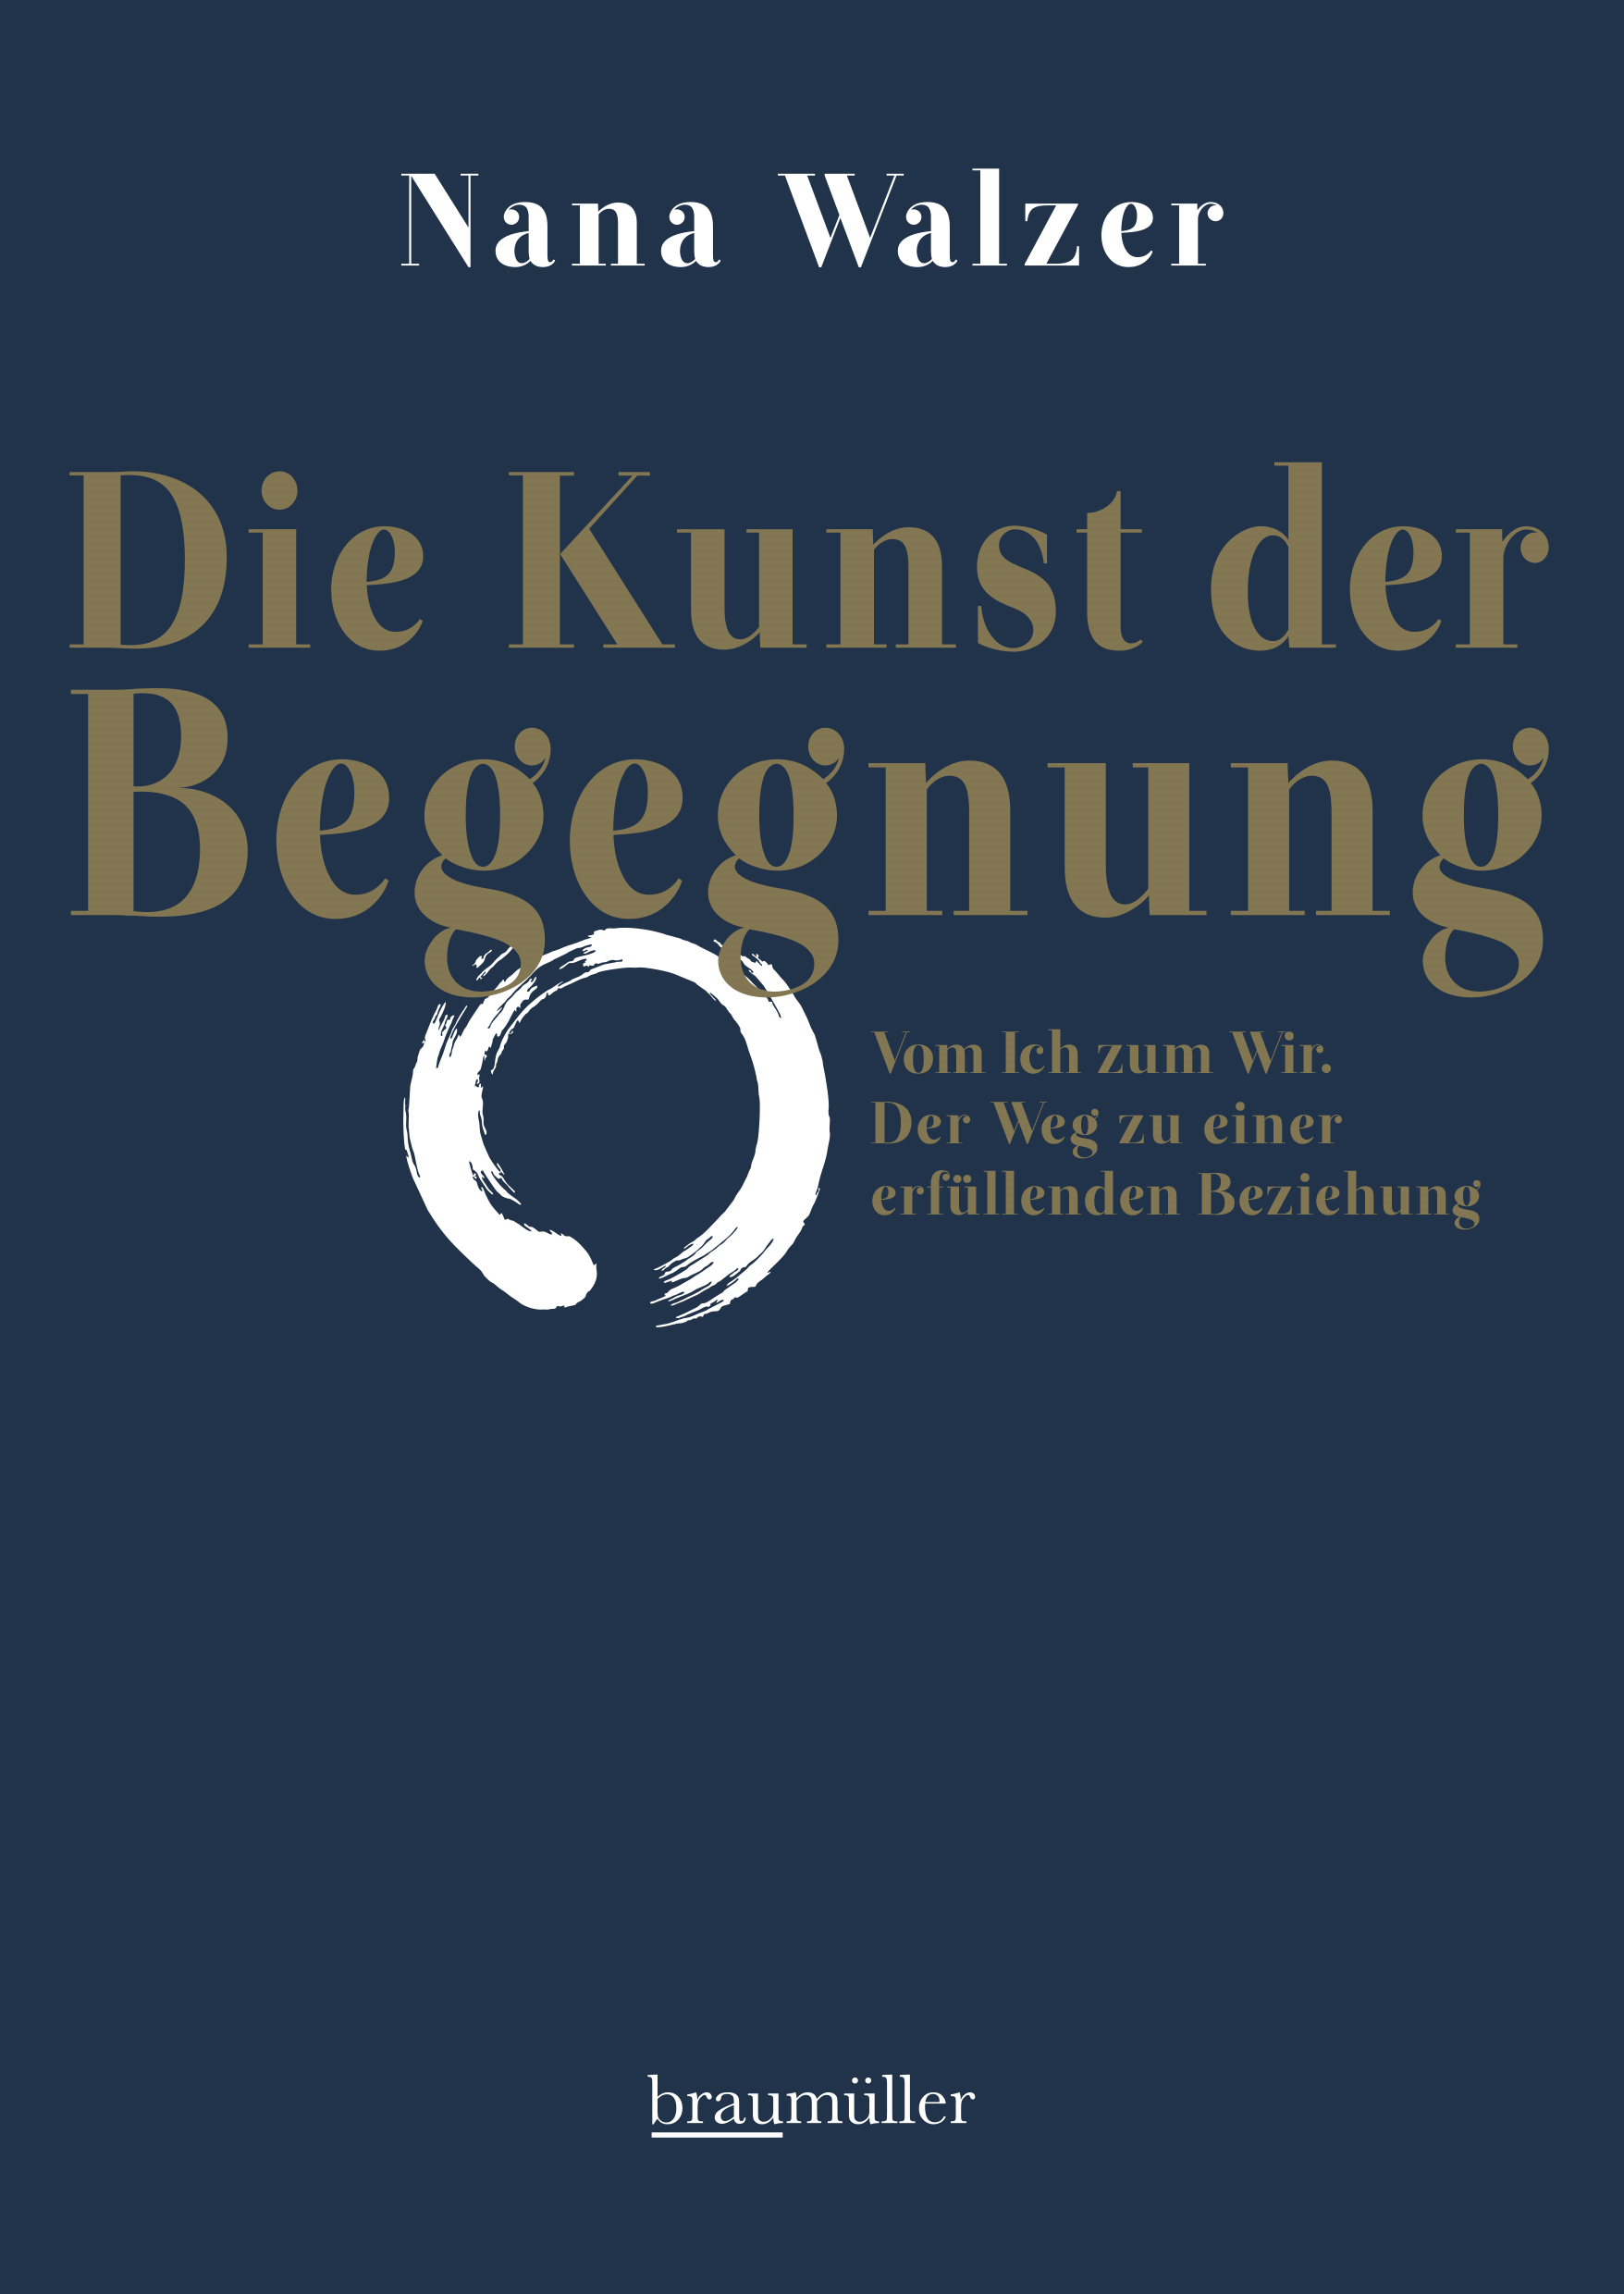 Nana Walzer
Die Kunst der
Begegnung
Vom Ich zum Wir.
Der Weg zu einer
erfüllenden Beziehung
braumüller